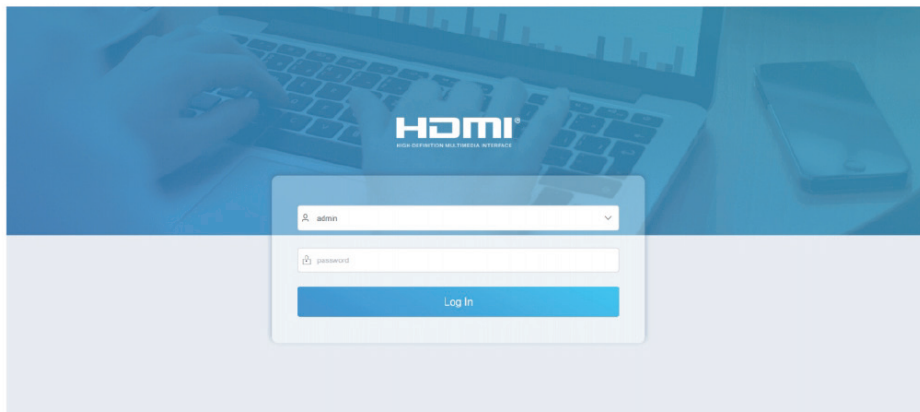 HDMI®
HIGH-DEFINITION MULTIMEDIA INTERFACE
admin
password
Log In